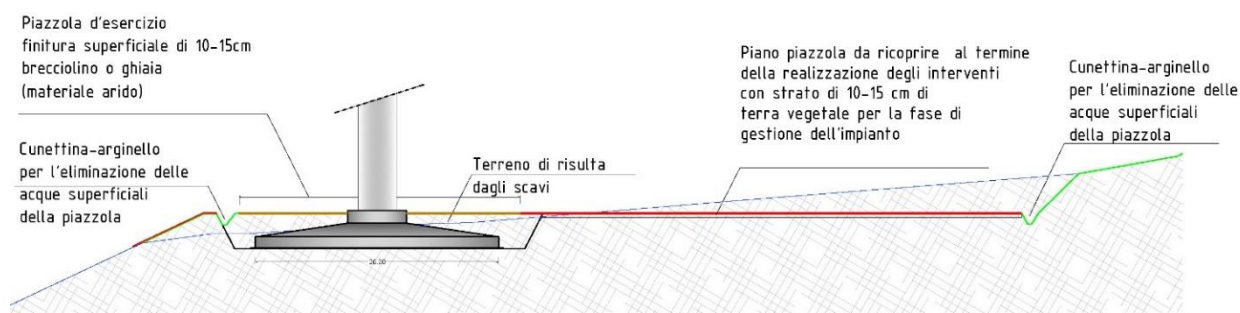 Piazzola d'esercizio
finitura superficiale di 10-15cm
brecciolino o ghiaia
(materiale arido)
Cunettina-arginello
per l'eliminazione delle
acque superficiali
della piazzola
Terreno di risulta
dagli scavi
Piano piazzola da ricoprire al termine
della realizzazione degli interventi
con strato di 10-15 cm di
terra vegetale per la fase di
gestione dell'impianto
Cunettina-arginello
per l'eliminazione delle
acque superficiali
della piazzola